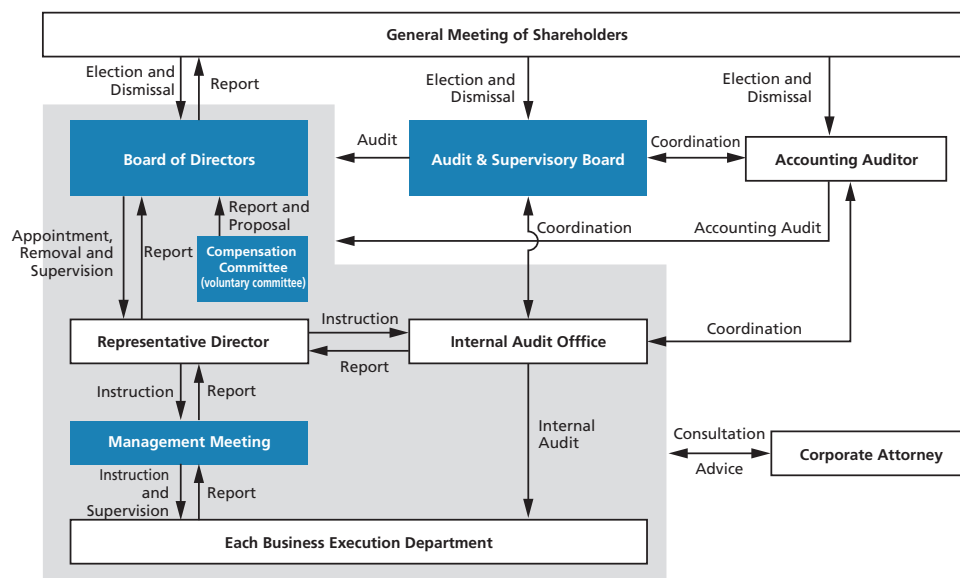 General Meeting of Shareholders
Election and
Dismissal
Report
Election and
Dismissal
Election and
Dismissal
Board of Directors
Audit
Audit & Supervisory Board
Coordination
Accounting Auditor
Appointment,
Removal and
Supervision
Report
Report and
Proposal
Compensation
Committee
(voluntary committee)
Coordination
Accounting Audit
Representative Director
Instruction
Report
Internal Audit Offfice
Coordination
Instruction
Report
Management Meeting
Internal
Audit
Consultation
Advice
Corporate Attorney
Instruction
and
Supervision
Report
Each Business Execution Department